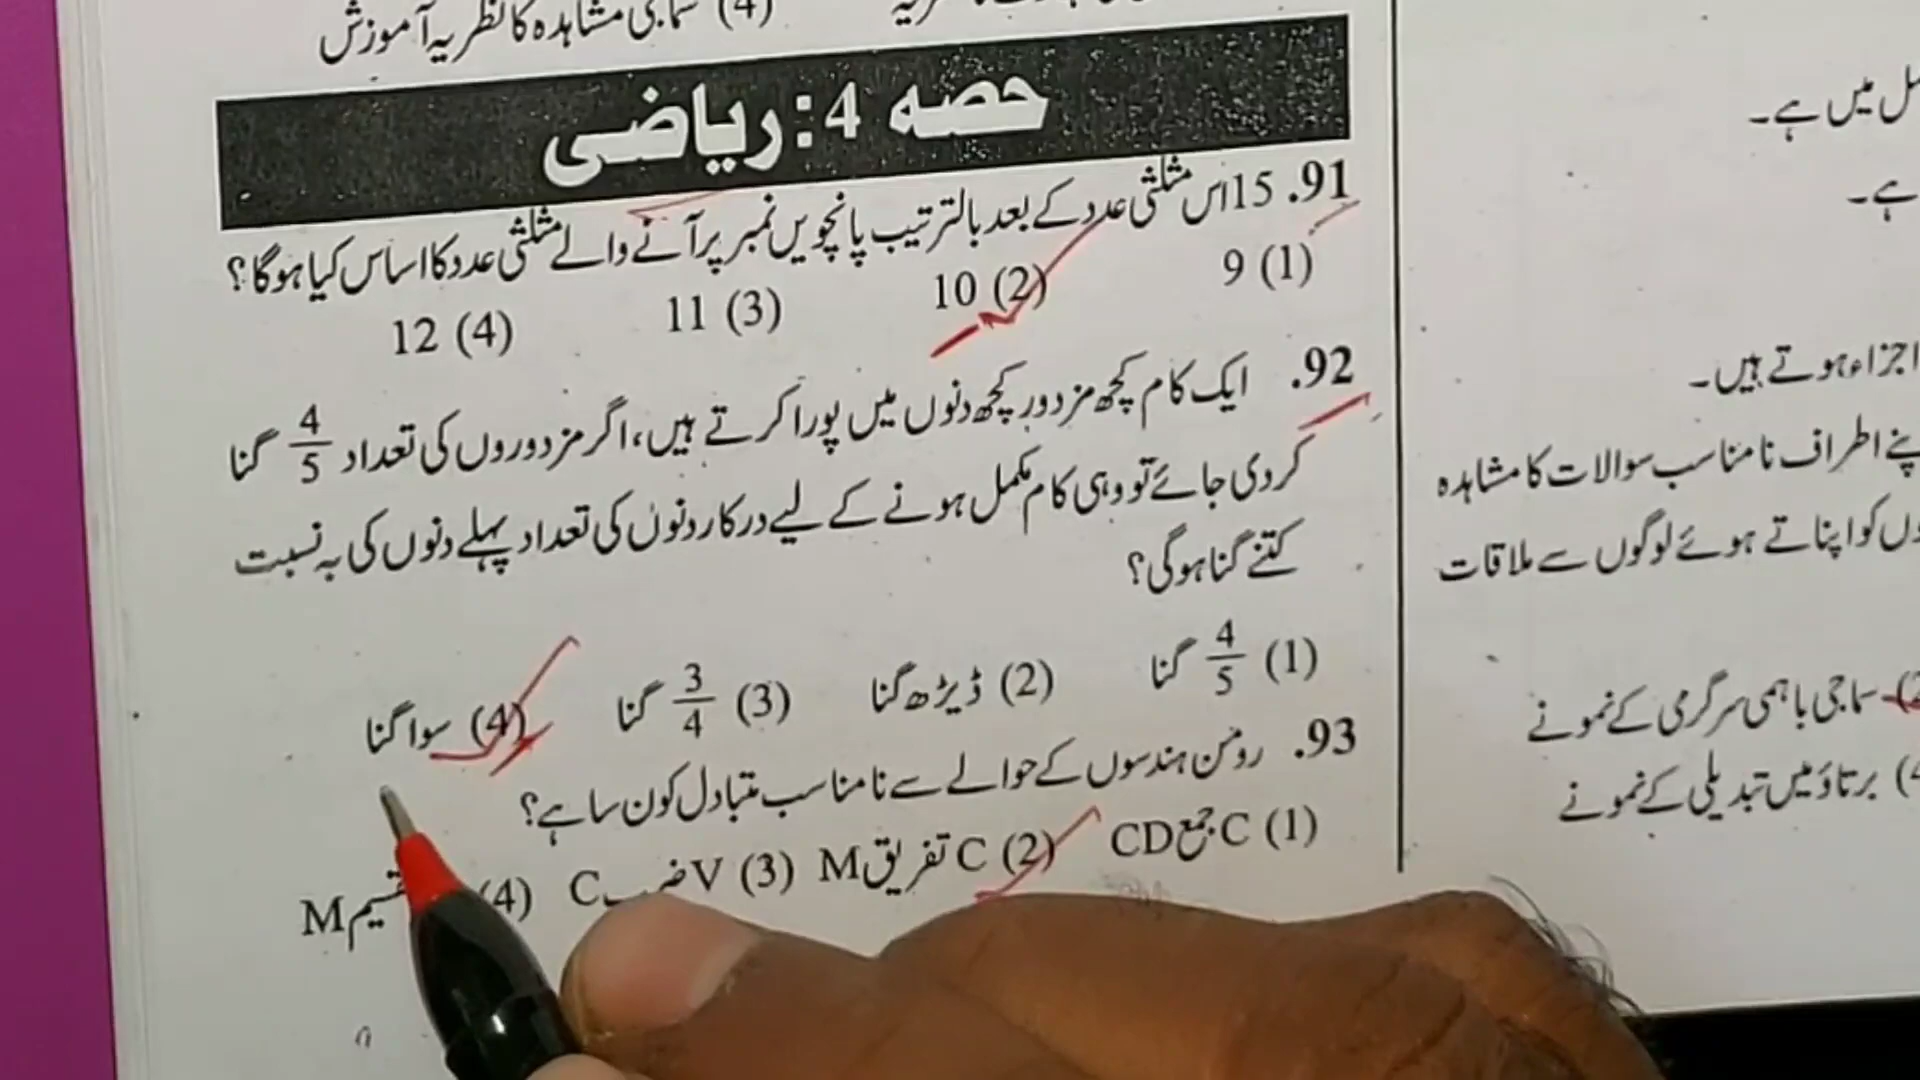 (4) سماجی مشاہدہ کا نظریہ آموزش
حصہ 4: ریاضی
91. 15 اس مثلثی عدد کے بعد بالترتیب پانچویں نمبر پر آنے والے مثلثی عدد کا اساس کیا ہوگا؟
(1) 9 (2) 10 (3) 11 (4) 12
92. ایک کام کچھ مزدور کچھ دنوں میں پورا کرتے ہیں، اگر مزدوروں کی تعداد 4/5 گنا
کردی جائے تو وہی کام مکمل ہونے کے لیے درکار دنوں کی تعداد پہلے دنوں کی بہ نسبت
کتنے گنا ہوگی؟
(1) 4/5 گنا (2) ڈیڑھ گنا (3) 3/4 گنا (4) سوا گنا
93. رومن ہندسوں کے حوالے سے نامناسب متبادل کون سا ہے؟
(1) C جمع CD (2) C تفریق M (3) V ضرب C (4) تقسیم M
میں ہے۔
ہے۔
اجزاء ہوتے ہیں۔
اطراف نامناسب سوالات کا مشاہدہ
کو اپناتے ہوئے لوگوں سے ملاقات
سماجی باہمی سرگرمی کے نمونے
برتاؤ میں تبدیلی کے نمونے